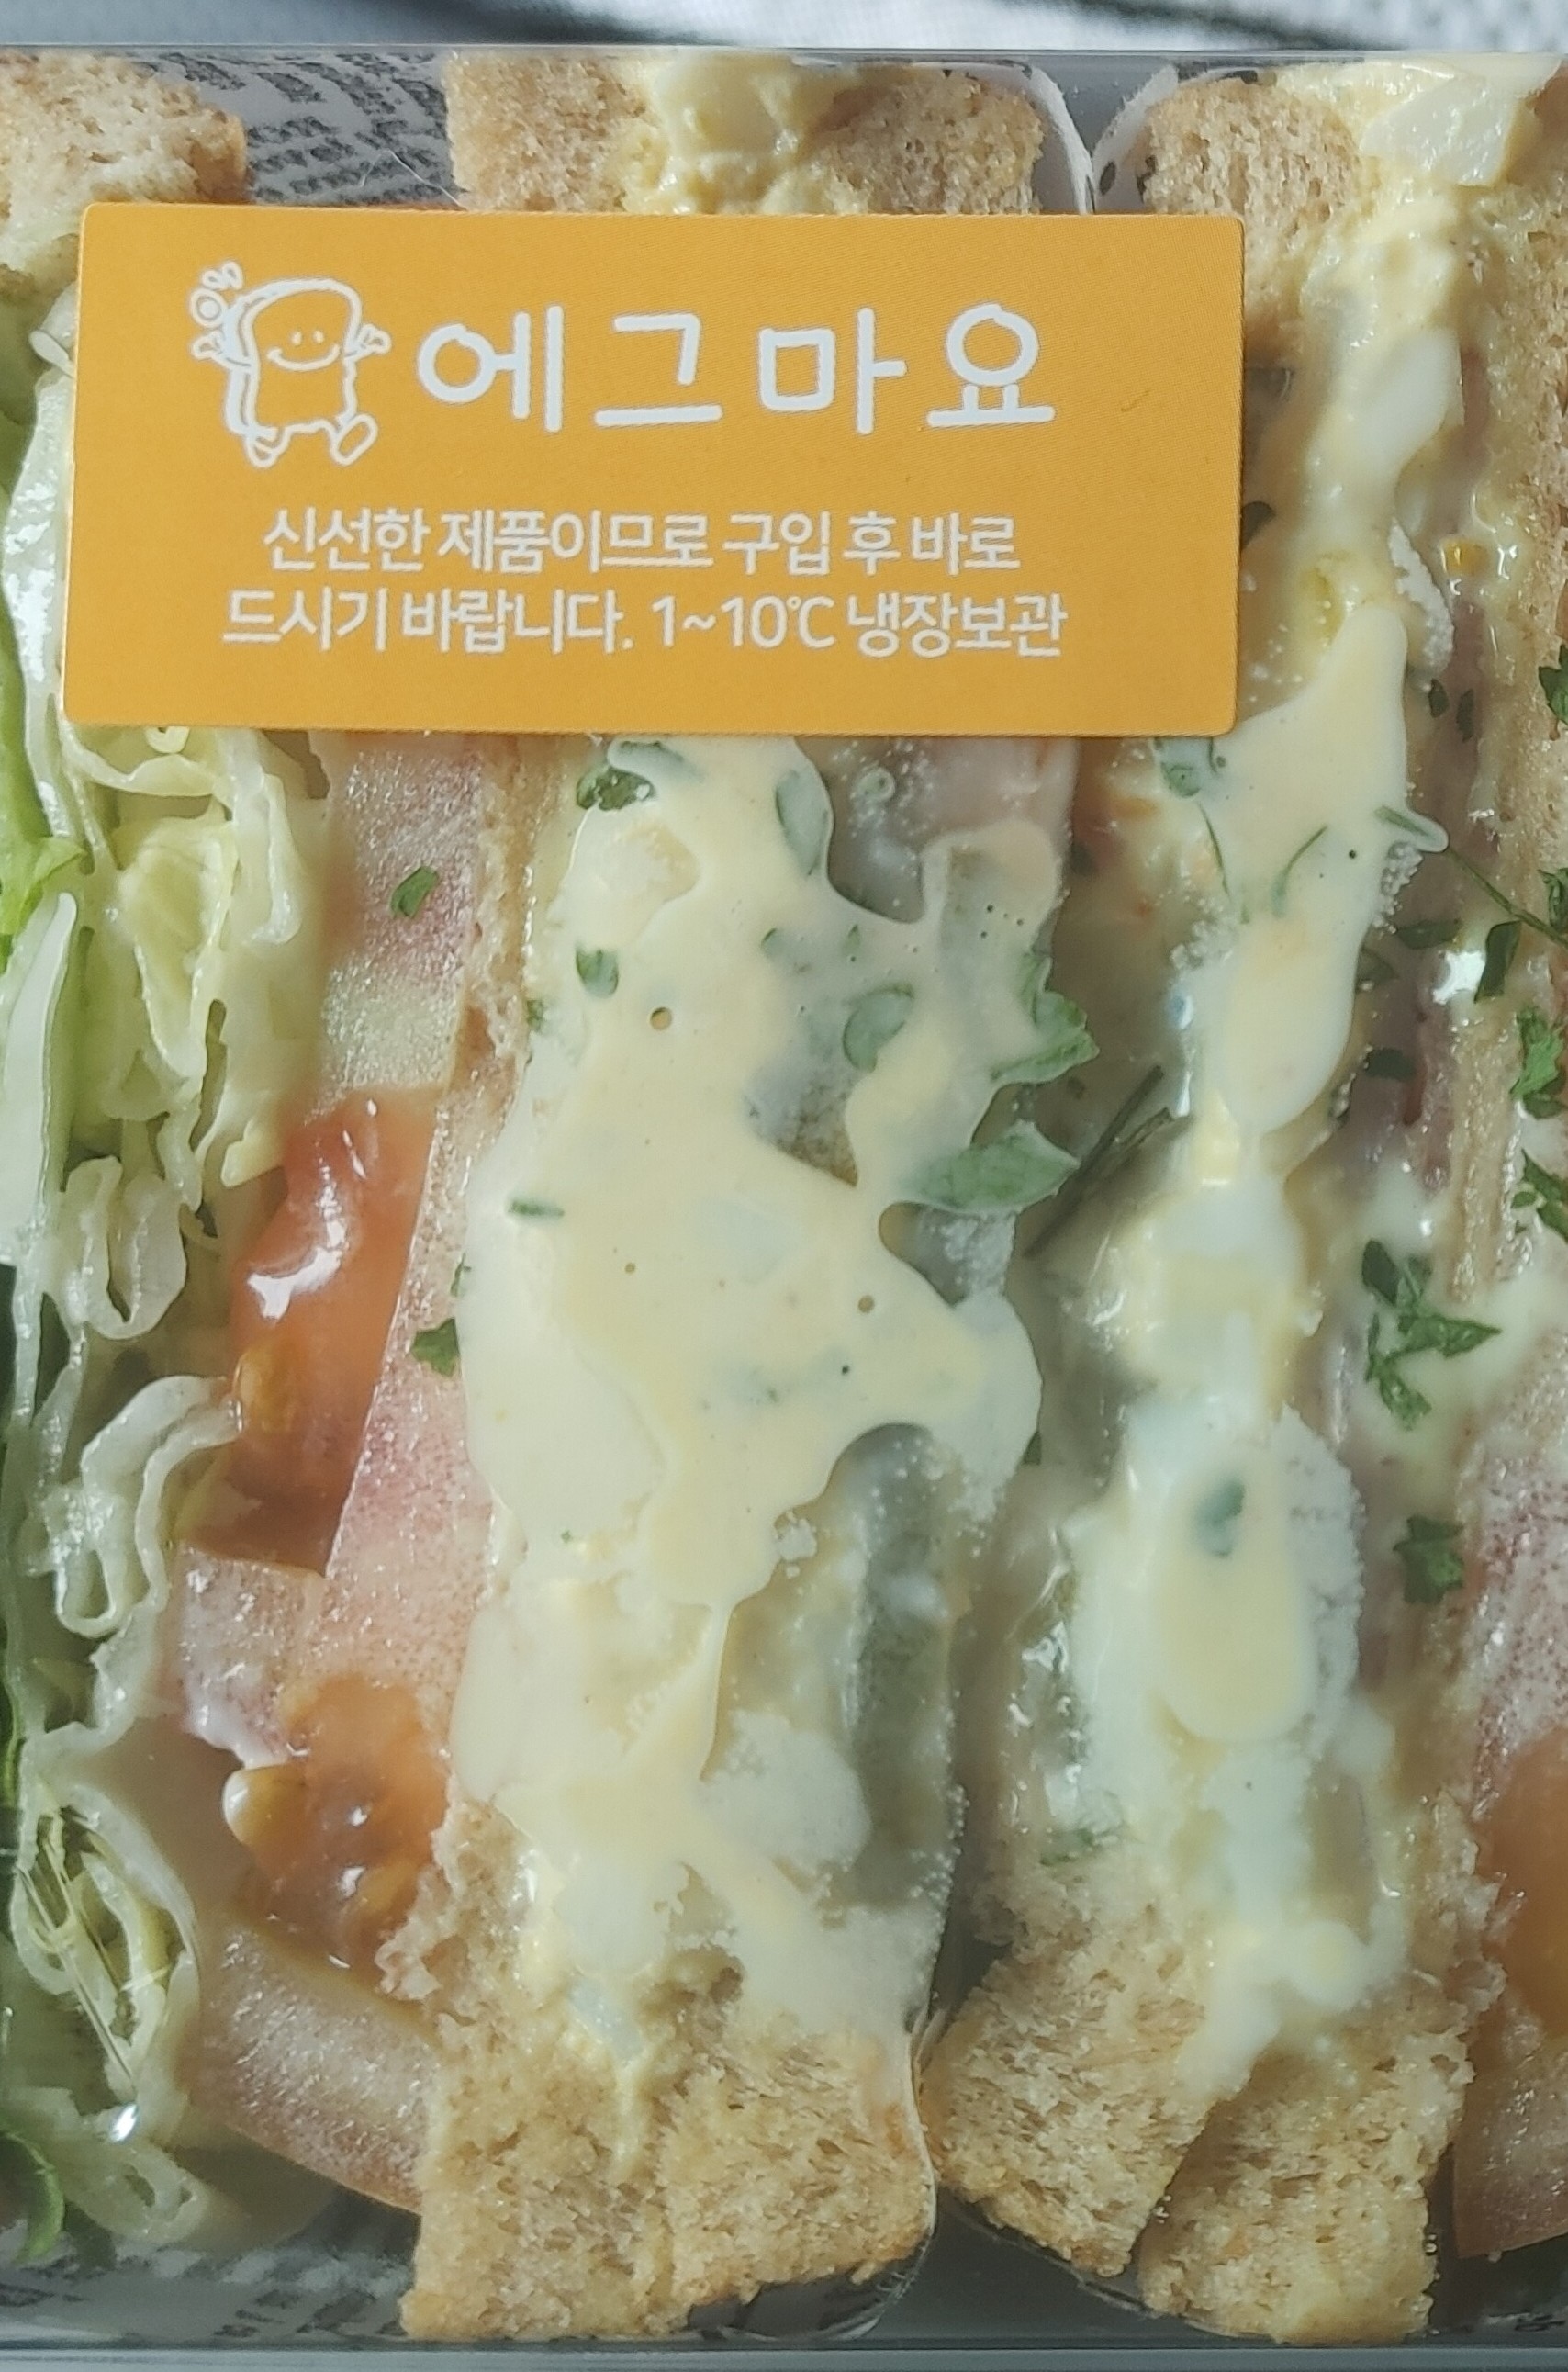 에그마요
신선한 제품이므로 구입 후 바로
드시기 바랍니다. 1~10℃ 냉장보관